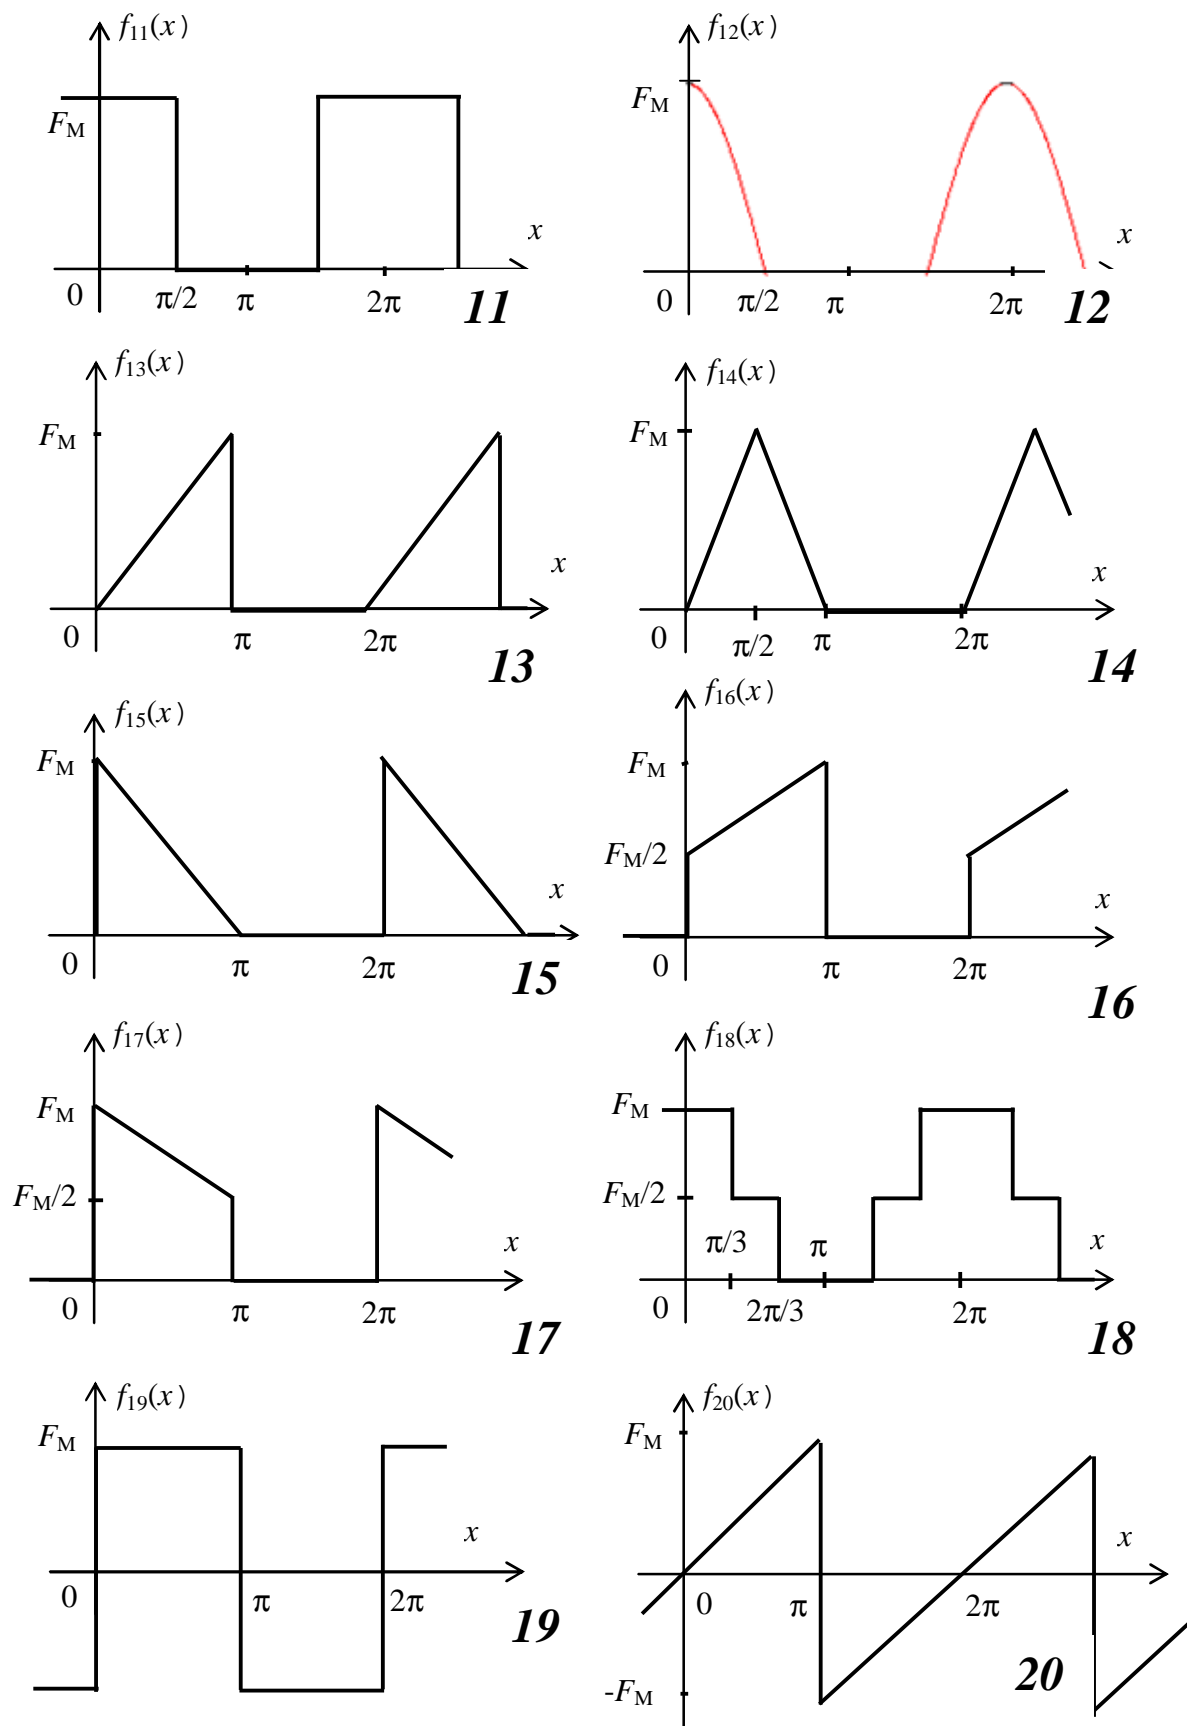 f11(x)
FM
x
0 π/2 π 2π 11
f12(x)
FM
x
0 π/2 π 2π 12
f13(x)
FM
x
0 π 2π 13
f14(x)
FM
x
0 π/2 π 2π 14
f15(x)
FM
x
0 π 2π 15
f16(x)
FM
FM/2
x
0 π 2π 16
f17(x)
FM
FM/2
x
0 π 2π 17
f18(x)
FM
FM/2
π/3 π x
0 2π/3 2π 18
f19(x)
FM
x
0 π 2π 19
f20(x)
FM
x
0 π 2π
20
-FM